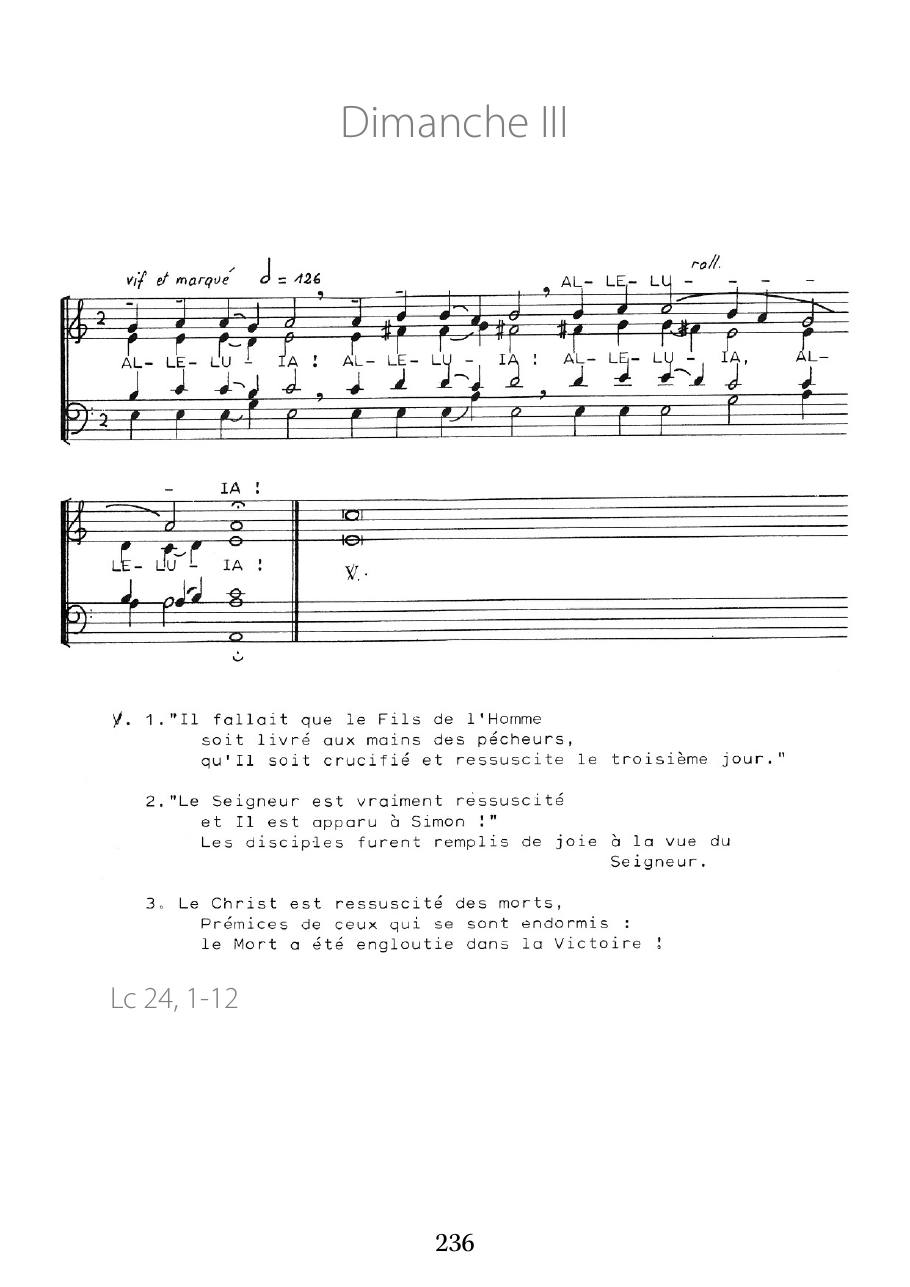 Dimanche III
vif et marqué = 126
rall.
AL- LE- LU - - - -
AL- LE- LU - IA ! AL- LE- LU - IA ! AL- LE- LU - IA, AL-
- IA !
LE- LU - IA !
V.
V. 1."Il fallait que le Fils de l'Homme
soit livré aux mains des pécheurs,
qu'Il soit crucifié et ressuscite le troisième jour."
2."Le Seigneur est vraiment ressuscité
et Il est apparu à Simon !"
Les disciples furent remplis de joie à la vue du
Seigneur.
3. Le Christ est ressuscité des morts,
Prémices de ceux qui se sont endormis :
le Mort a été engloutie dans la Victoire !
Lc 24, 1-12
236